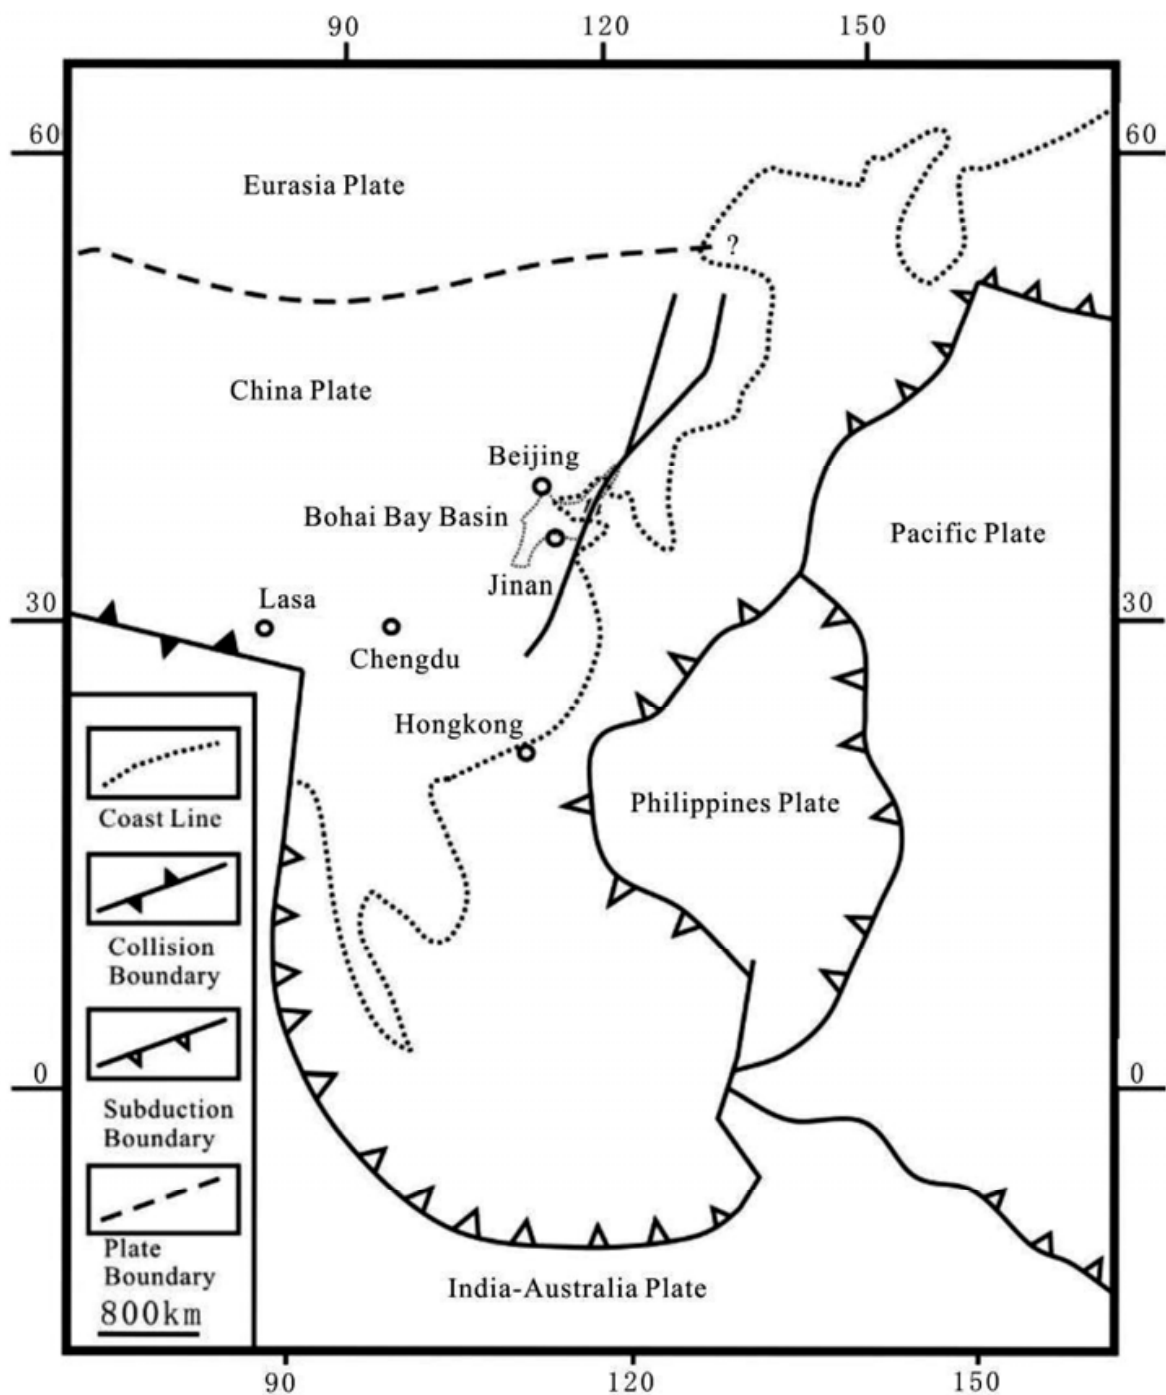 90
120
150
60
60
Eurasia Plate
?
China Plate
Beijing
Bohai Bay Basin
Pacific Plate
Jinan
30
30
Lasa
Chengdu
Hongkong
Philippines Plate
Coast Line
Collision
Boundary
0
0
Subduction
Boundary
Plate
Boundary
India-Australia Plate
800km
90
120
150